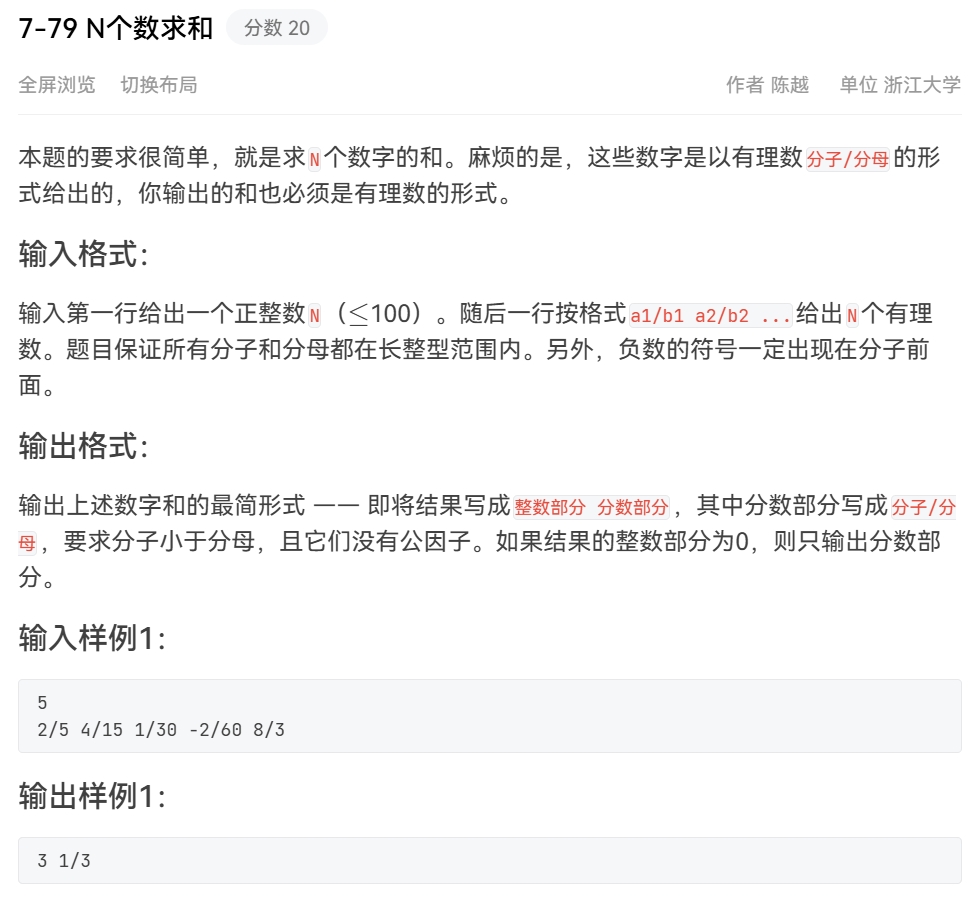 7-79 N个数求和 分数 20
全屏浏览 切换布局 作者 陈越 单位 浙江大学
本题的要求很简单，就是求N个数字的和。麻烦的是，这些数字是以有理数分子/分母的形
式给出的，你输出的和也必须是有理数的形式。
输入格式：
输入第一行给出一个正整数N（≤100）。随后一行按格式a1/b1 a2/b2 ...给出N个有理
数。题目保证所有分子和分母都在长整型范围内。另外，负数的符号一定出现在分子前
面。
输出格式：
输出上述数字和的最简形式 —— 即将结果写成整数部分 分数部分，其中分数部分写成分子/分
母，要求分子小于分母，且它们没有公因子。如果结果的整数部分为0，则只输出分数部
分。
输入样例1：
5
2/5 4/15 1/30 -2/60 8/3
输出样例1：
3 1/3